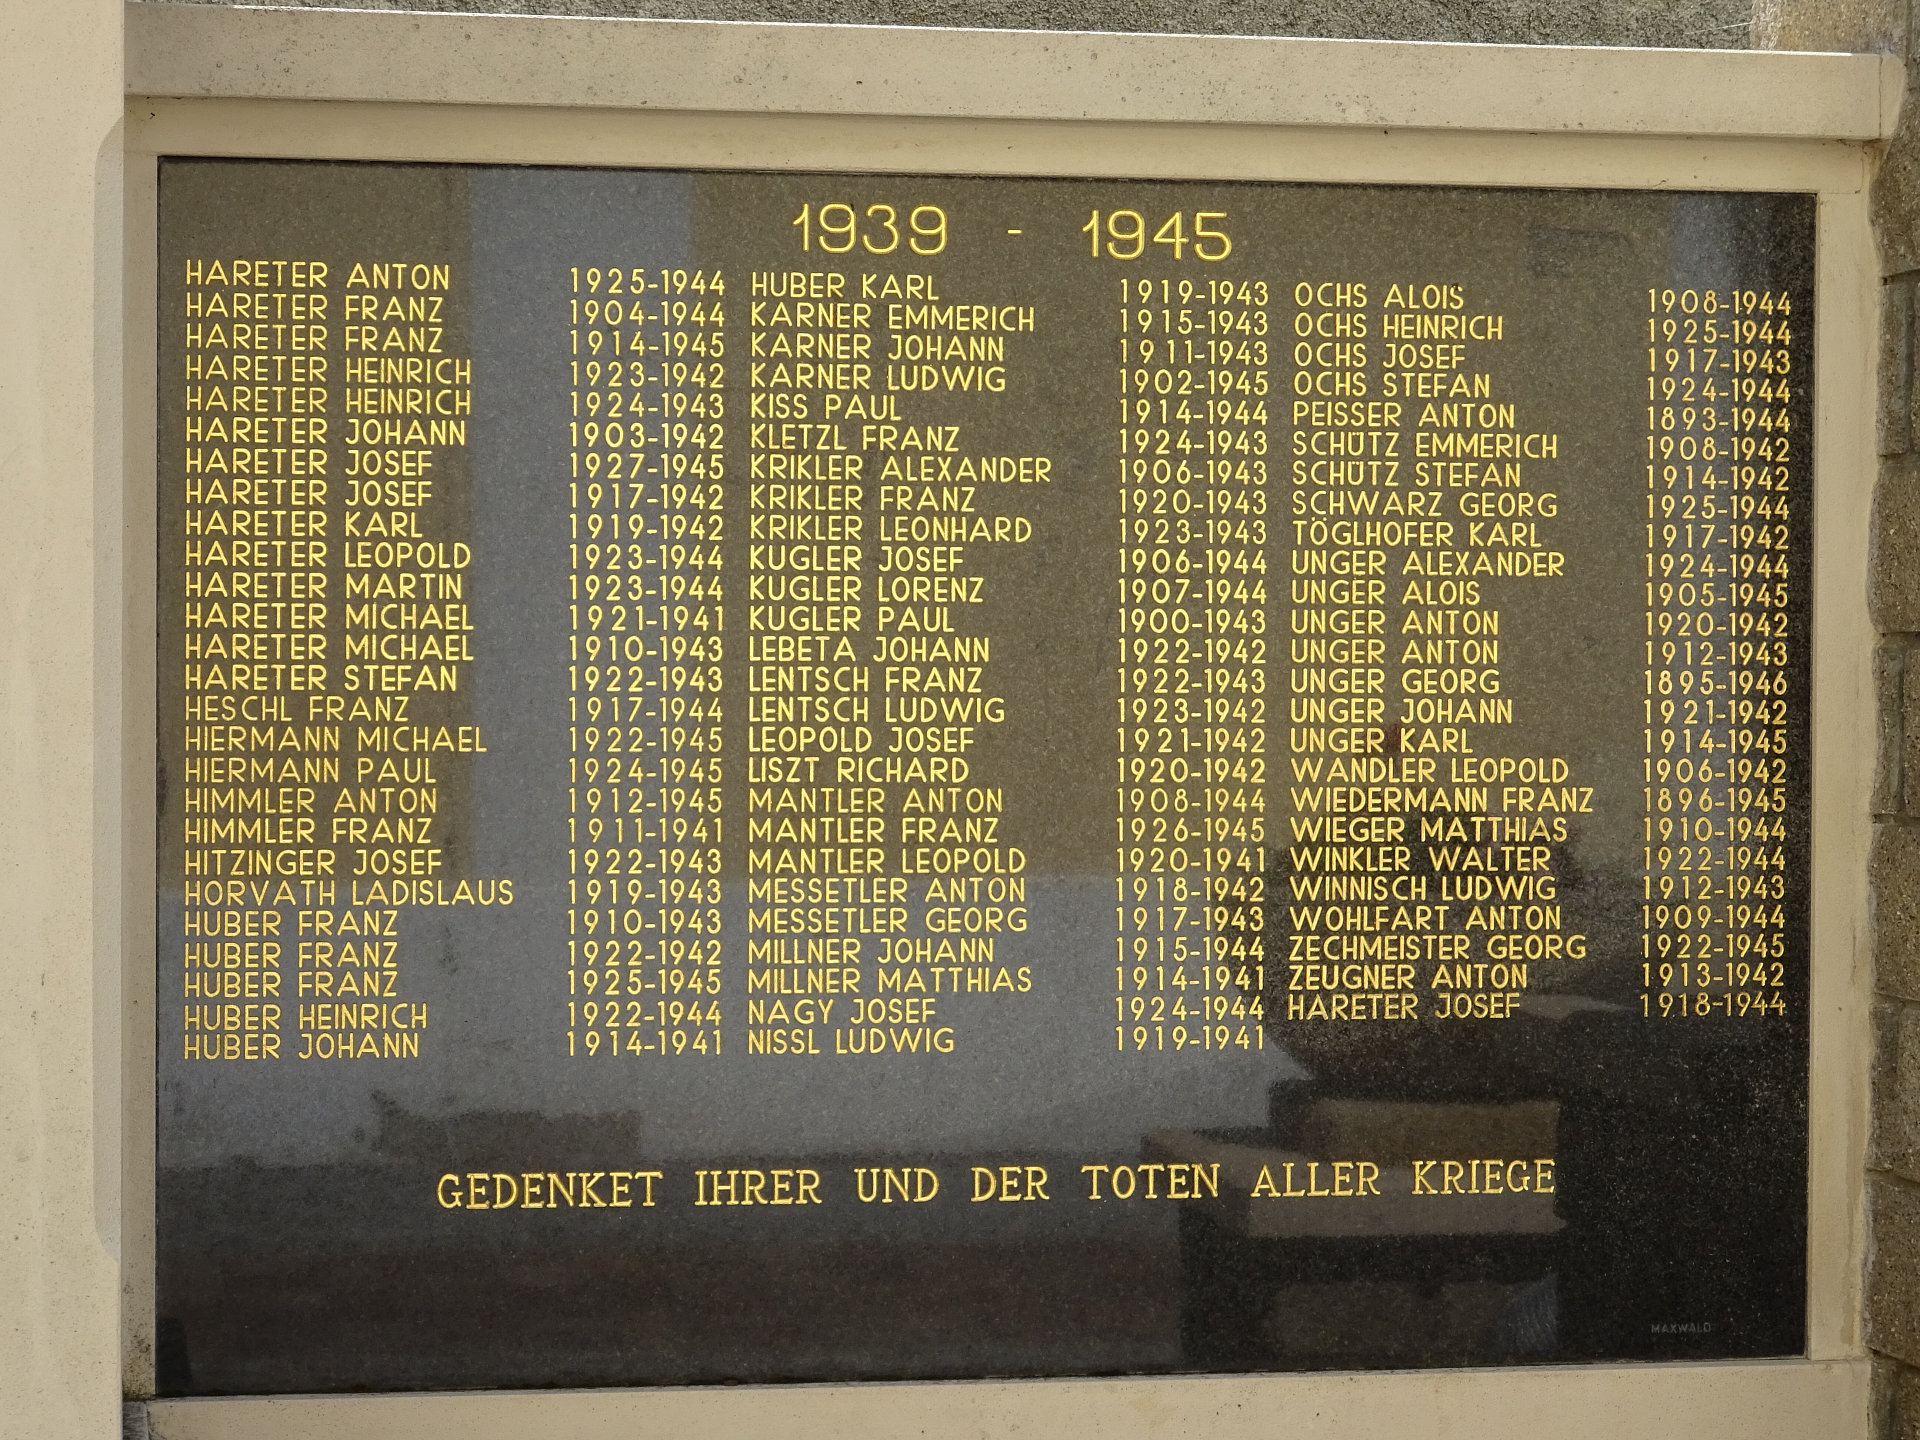 1939 - 1945
HARETER ANTON 1925-1944
HARETER FRANZ 1904-1944
HARETER FRANZ 1914-1945
HARETER HEINRICH 1923-1942
HARETER HEINRICH 1924-1943
HARETER JOHANN 1903-1942
HARETER JOSEF 1927-1945
HARETER JOSEF 1917-1942
HARETER KARL 1919-1942
HARETER LEOPOLD 1923-1944
HARETER MARTIN 1923-1944
HARETER MICHAEL 1921-1941
HARETER MICHAEL 1910-1943
HARETER STEFAN 1922-1943
HESCHL FRANZ 1917-1944
HIERMANN MICHAEL 1922-1945
HIERMANN PAUL 1924-1945
HIMMLER ANTON 1912-1945
HIMMLER FRANZ 1911-1941
HITZINGER JOSEF 1922-1943
HORVATH LADISLAUS 1919-1943
HUBER FRANZ 1910-1943
HUBER FRANZ 1922-1942
HUBER FRANZ 1925-1945
HUBER HEINRICH 1922-1944
HUBER JOHANN 1914-1941
HUBER KARL 1919-1943
KARNER EMMERICH 1915-1943
KARNER JOHANN 1911-1943
KARNER LUDWIG 1902-1945
KISS PAUL 1914-1944
KLETZL FRANZ 1924-1943
KRIKLER ALEXANDER 1906-1943
KRIKLER FRANZ 1920-1943
KRIKLER LEONHARD 1923-1943
KUGLER JOSEF 1906-1944
KUGLER LORENZ 1907-1944
KUGLER PAUL 1900-1943
LEBETA JOHANN 1922-1942
LENTSCH FRANZ 1922-1943
LENTSCH LUDWIG 1923-1942
LEOPOLD JOSEF 1921-1942
LISZT RICHARD 1920-1942
MANTLER ANTON 1908-1944
MANTLER FRANZ 1926-1945
MANTLER LEOPOLD 1920-1941
MESSETLER ANTON 1918-1942
MESSETLER GEORG 1917-1943
MILLNER JOHANN 1915-1944
MILLNER MATTHIAS 1914-1941
NAGY JOSEF 1924-1944
NISSL LUDWIG 1919-1941
OCHS ALOIS 1908-1944
OCHS HEINRICH 1925-1944
OCHS JOSEF 1917-1943
OCHS STEFAN 1924-1944
PEISSER ANTON 1893-1944
SCHÜTZ EMMERICH 1908-1942
SCHÜTZ STEFAN 1914-1942
SCHWARZ GEORG 1925-1944
TÖGLHOFER KARL 1917-1942
UNGER ALEXANDER 1924-1944
UNGER ALOIS 1905-1945
UNGER ANTON 1920-1942
UNGER ANTON 1912-1943
UNGER GEORG 1895-1946
UNGER JOHANN 1921-1942
UNGER KARL 1914-1945
WANDLER LEOPOLD 1906-1942
WIEDERMANN FRANZ 1896-1945
WIEGER MATTHIAS 1910-1944
WINKLER WALTER 1922-1944
WINNISCH LUDWIG 1912-1943
WOHLFART ANTON 1909-1944
ZECHMEISTER GEORG 1922-1945
ZEUGNER ANTON 1913-1942
HARETER JOSEF 1918-1944
GEDENKET IHRER UND DER TOTEN ALLER KRIEGE
MAXWALD